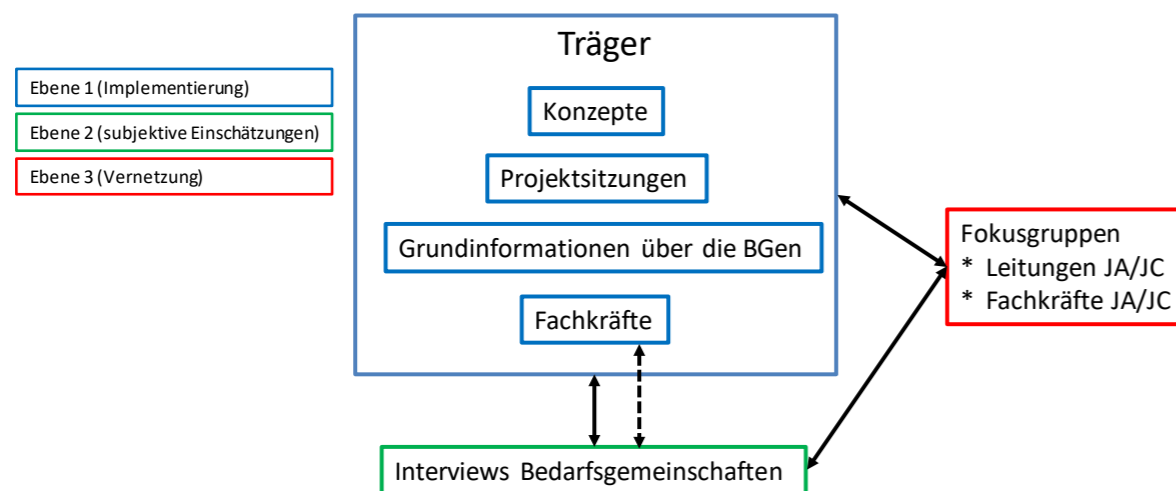 Träger
Ebene 1 (Implementierung)
Ebene 2 (subjektive Einschätzungen)
Ebene 3 (Vernetzung)
Konzepte
Projektsitzungen
Grundinformationen über die BGen
Fachkräfte
Fokusgruppen
* Leitungen JA/JC
* Fachkräfte JA/JC
Interviews Bedarfsgemeinschaften